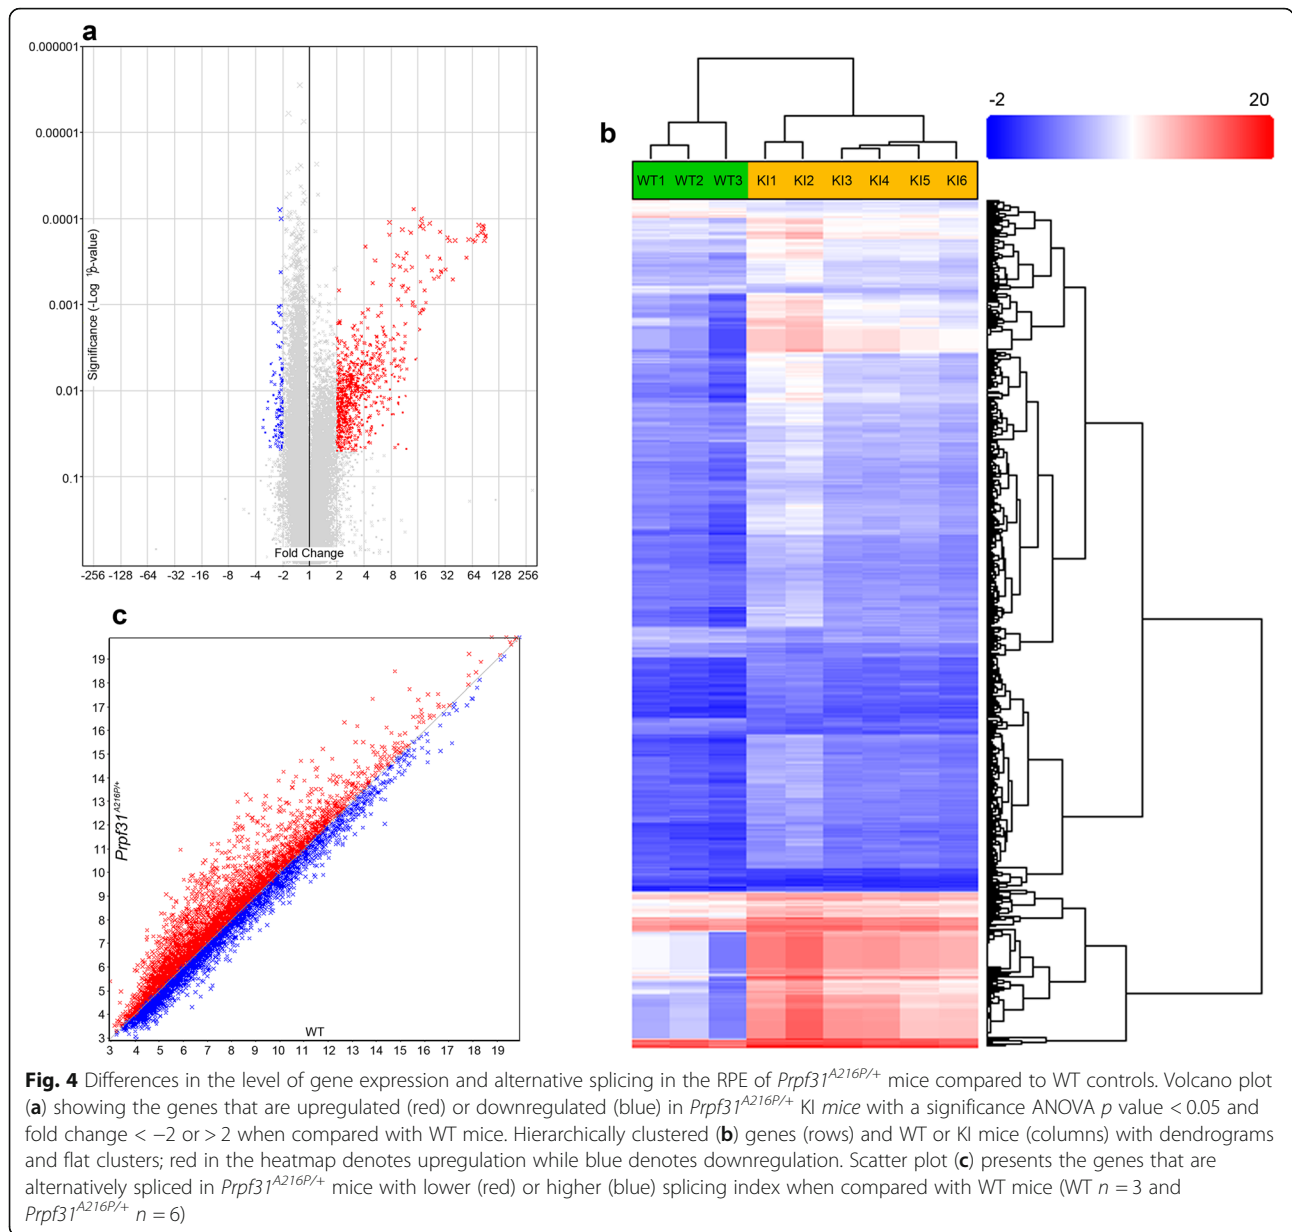 a
0.000001
0.00001
0.0001
0.001
0.01
0.1
Significance (-Log 10 p-value)
Fold Change
-256 -128 -64 -32 -16 -8 -4 -2 1 2 4 8 16 32 64 128 256
b
-2 20
WT1 WT2 WT3 KI1 KI2 KI3 KI4 KI5 KI6
c
19
18
17
16
15
14
13
12
11
10
9
8
7
6
5
4
3
Prpf31A216P/+
WT
3 4 5 6 7 8 9 10 11 12 13 14 15 16 17 18 19
Fig. 4 Differences in the level of gene expression and alternative splicing in the RPE of Prpf31A216P/+ mice compared to WT controls. Volcano plot
(a) showing the genes that are upregulated (red) or downregulated (blue) in Prpf31A216P/+ KI mice with a significance ANOVA p value < 0.05 and
fold change < −2 or > 2 when compared with WT mice. Hierarchically clustered (b) genes (rows) and WT or KI mice (columns) with dendrograms
and flat clusters; red in the heatmap denotes upregulation while blue denotes downregulation. Scatter plot (c) presents the genes that are
alternatively spliced in Prpf31A216P/+ mice with lower (red) or higher (blue) splicing index when compared with WT mice (WT n = 3 and
Prpf31A216P/+ n = 6)